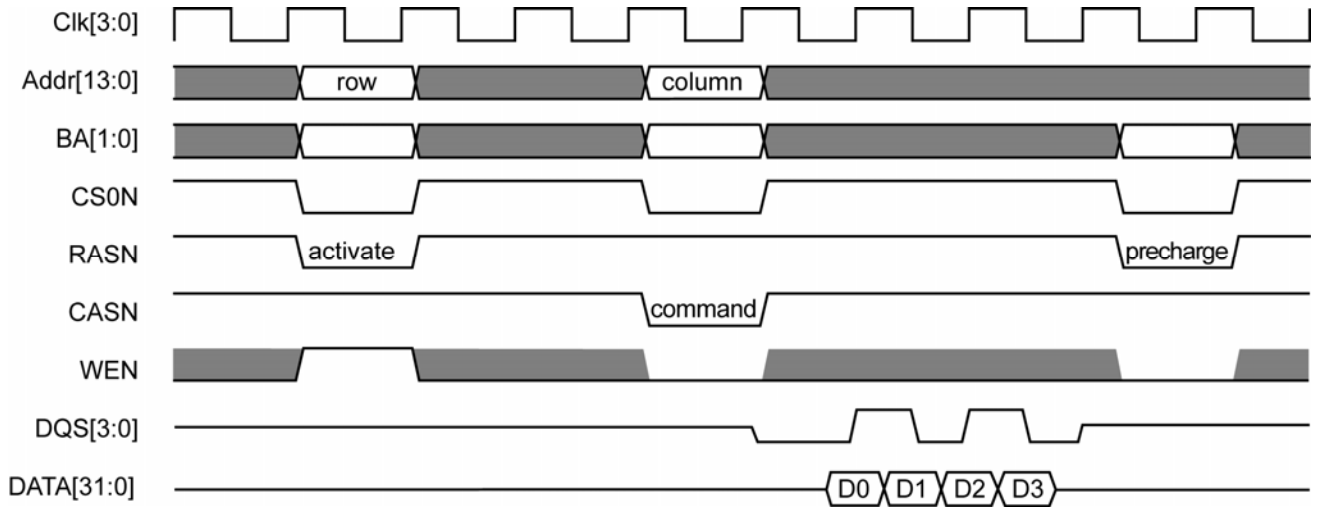 Clk[3:0]
Addr[13:0] row column
BA[1:0]
CS0N
RASN activate precharge
CASN command
WEN
DQS[3:0]
DATA[31:0] D0 D1 D2 D3